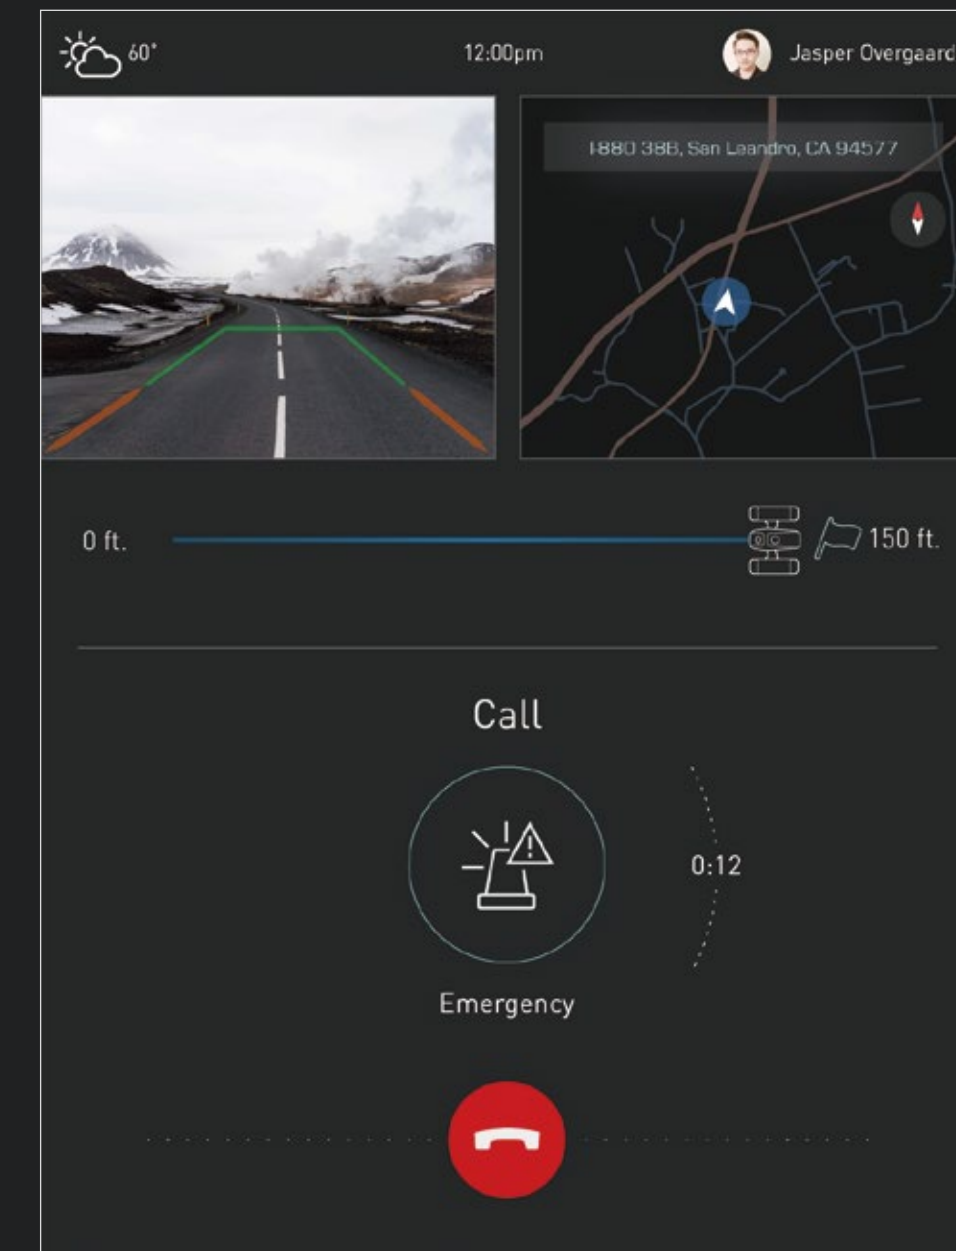 60°
12:00pm
Jasper Overgaard
I-880 38B, San Leandro, CA 94577
0 ft.
150 ft.
Call
0:12
Emergency